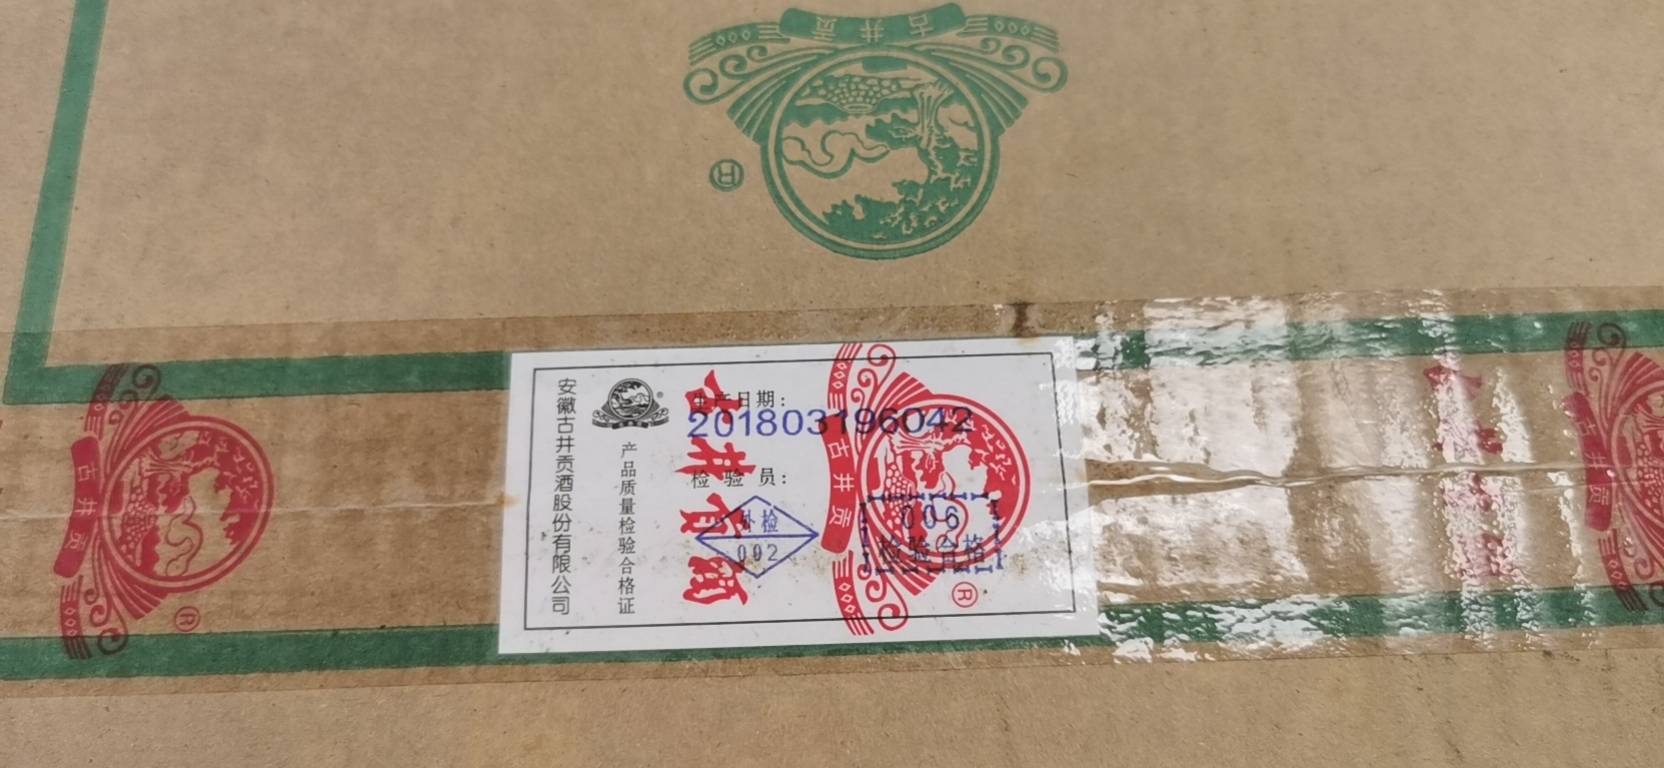 古井贡
®
安徽古井贡酒股份有限公司
产品质量检验合格证
生产日期：
201803196042
检验员：
外检
002
006
检验合格
古井贡
®
古井贡
®
古井贡